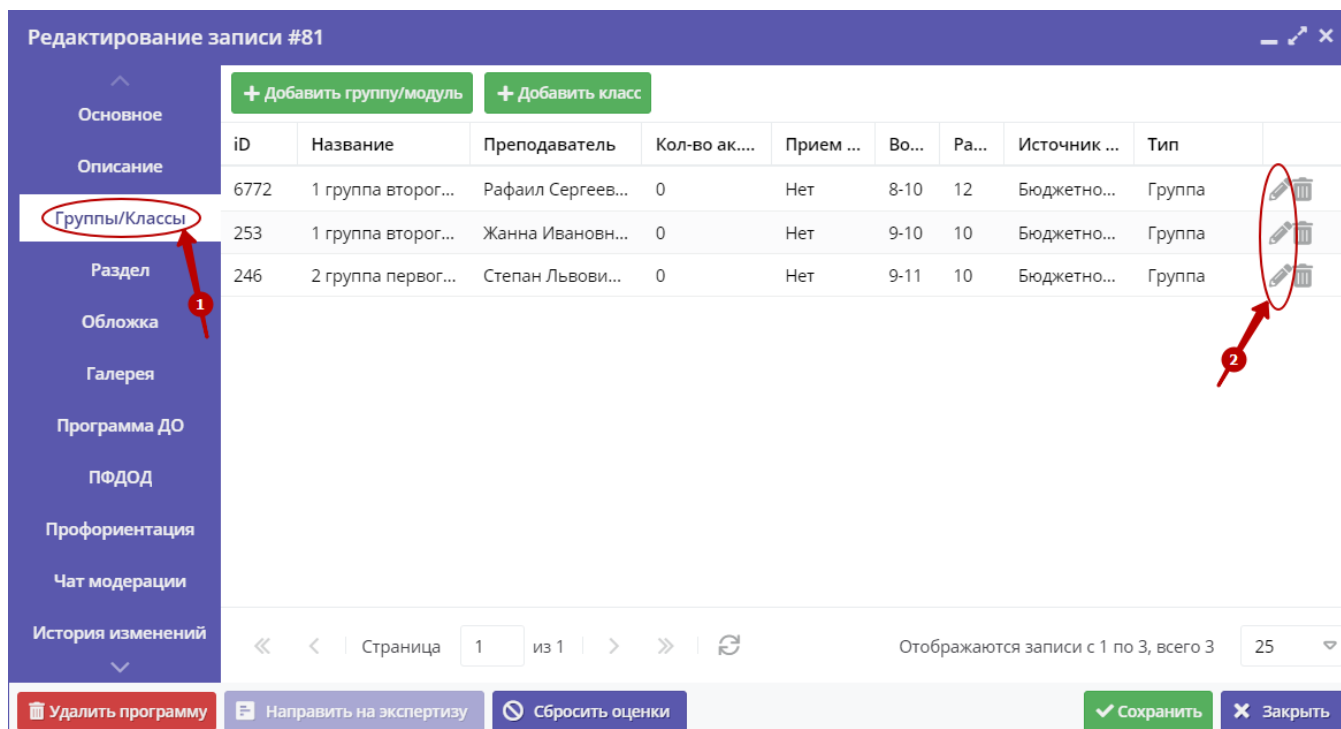 Редактирование записи #81
Основное
Описание
Группы/Классы
Раздел
Обложка
Галерея
Программа ДО
ПФДОД
Профориентация
Чат модерации
История изменений
Добавить группу/модуль Добавить класс
iD Название Преподаватель Кол-во ак.... Прием ... Во... Ра... Источник ... Тип
6772 1 группа второг... Рафаил Сергеев... 0 Нет 8-10 12 Бюджетно... Группа
253 1 группа второг... Жанна Ивановн... 0 Нет 9-10 10 Бюджетно... Группа
246 2 группа первог... Степан Львови... 0 Нет 9-11 10 Бюджетно... Группа
1
2
Страница 1 из 1 Отображаются записи с 1 по 3, всего 3 25
Удалить программу Направить на экспертизу Сбросить оценки Сохранить Закрыть